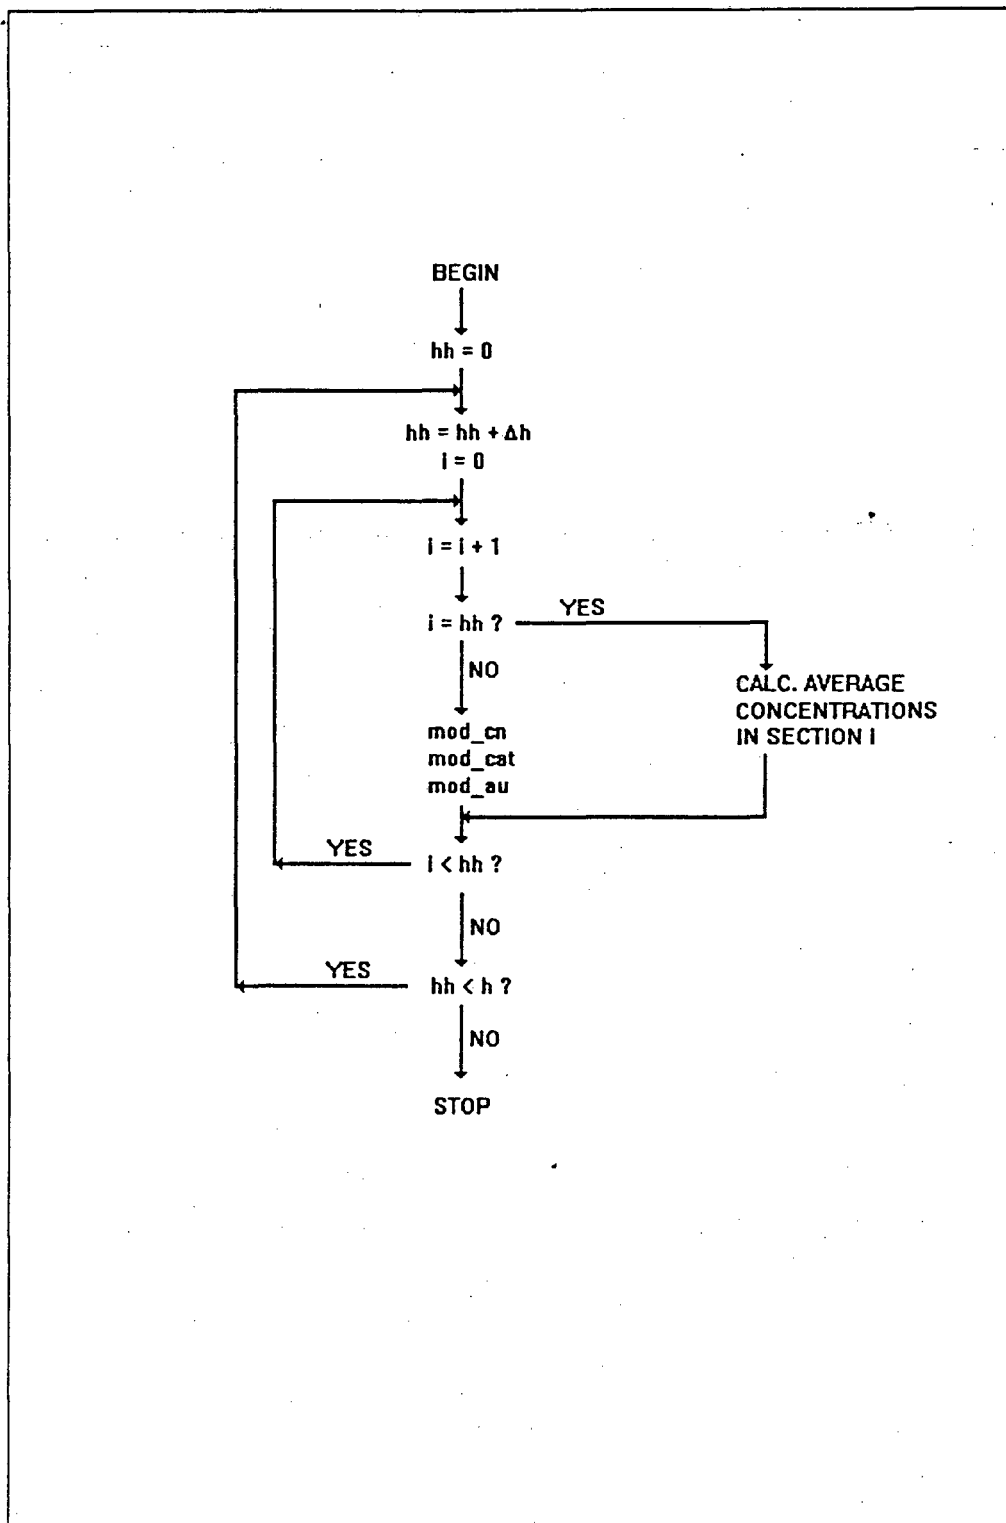 BEGIN
hh = 0
hh = hh + Δh
i = 0
i = i + 1
i = hh ?
YES
NO
CALC. AVERAGE
CONCENTRATIONS
IN SECTION I
mod_cn
mod_cat
mod_au
YES
i < hh ?
NO
YES
hh < h ?
NO
STOP